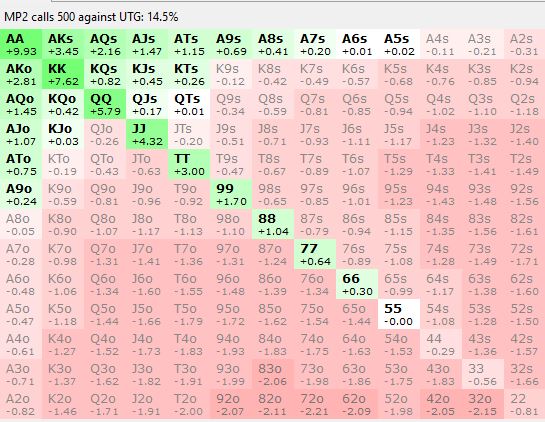 MP2 calls 500 against UTG: 14.5%
AA AKs AQs AJs ATs A9s A8s A7s A6s A5s A4s A3s A2s
+9.93 +3.45 +2.16 +1.47 +1.15 +0.69 +0.41 +0.20 +0.01 +0.02 -0.11 -0.21 -0.31
AKo KK KQs KJs KTs K9s K8s K7s K6s K5s K4s K3s K2s
+2.81 +7.62 +0.82 +0.45 +0.26 -0.12 -0.42 -0.49 -0.57 -0.68 -0.76 -0.85 -0.94
AQo KQo QQ QJs QTs Q9s Q8s Q7s Q6s Q5s Q4s Q3s Q2s
+1.45 +0.42 +5.79 +0.17 +0.01 -0.34 -0.59 -0.81 -0.85 -0.94 -1.02 -1.10 -1.18
AJo KJo QJo JJ JTs J9s J8s J7s J6s J5s J4s J3s J2s
+1.07 +0.03 -0.26 +4.32 -0.20 -0.51 -0.71 -0.93 -1.11 -1.17 -1.23 -1.32 -1.40
ATo KTo QTo JTo TT T9s T8s T7s T6s T5s T4s T3s T2s
+0.75 -0.19 -0.43 -0.63 +3.00 -0.47 -0.67 -0.89 -1.07 -1.29 -1.33 -1.41 -1.49
A9o K9o Q9o J9o T9o 99 98s 97s 96s 95s 94s 93s 92s
+0.24 -0.59 -0.81 -0.96 -0.92 +1.70 -0.65 -0.85 -1.01 -1.23 -1.43 -1.48 -1.56
A8o K8o Q8o J8o T8o 98o 88 87s 86s 85s 84s 83s 82s
-0.05 -0.90 -1.07 -1.17 -1.13 -1.10 +1.04 -0.79 -0.94 -1.15 -1.35 -1.56 -1.61
A7o K7o Q7o J7o T7o 97o 87o 77 76s 75s 74s 73s 72s
-0.28 -0.98 -1.31 -1.41 -1.36 -1.31 -1.24 +0.64 -0.89 -1.08 -1.28 -1.49 -1.71
A6o K6o Q6o J6o T6o 96o 86o 76o 66 65s 64s 63s 62s
-0.48 -1.06 -1.34 -1.60 -1.55 -1.48 -1.39 -1.34 +0.30 -0.99 -1.17 -1.38 -1.60
A5o K5o Q5o J5o T5o 95o 85o 75o 65o 55 54s 53s 52s
-0.47 -1.18 -1.44 -1.66 -1.79 -1.72 -1.62 -1.54 -1.44 -0.00 -1.08 -1.28 -1.50
A4o K4o Q4o J4o T4o 94o 84o 74o 64o 54o 44 43s 42s
-0.61 -1.27 -1.52 -1.73 -1.83 -1.93 -1.83 -1.75 -1.63 -1.53 -0.29 -1.36 -1.57
A3o K3o Q3o J3o T3o 93o 83o 73o 63o 53o 43o 33 32s
-0.71 -1.37 -1.62 -1.82 -1.91 -1.99 -2.06 -1.98 -1.86 -1.75 -1.83 -0.56 -1.66
A2o K2o Q2o J2o T2o 92o 82o 72o 62o 52o 42o 32o 22
-0.82 -1.46 -1.71 -1.91 -2.00 -2.07 -2.11 -2.21 -2.09 -1.98 -2.05 -2.15 -0.81